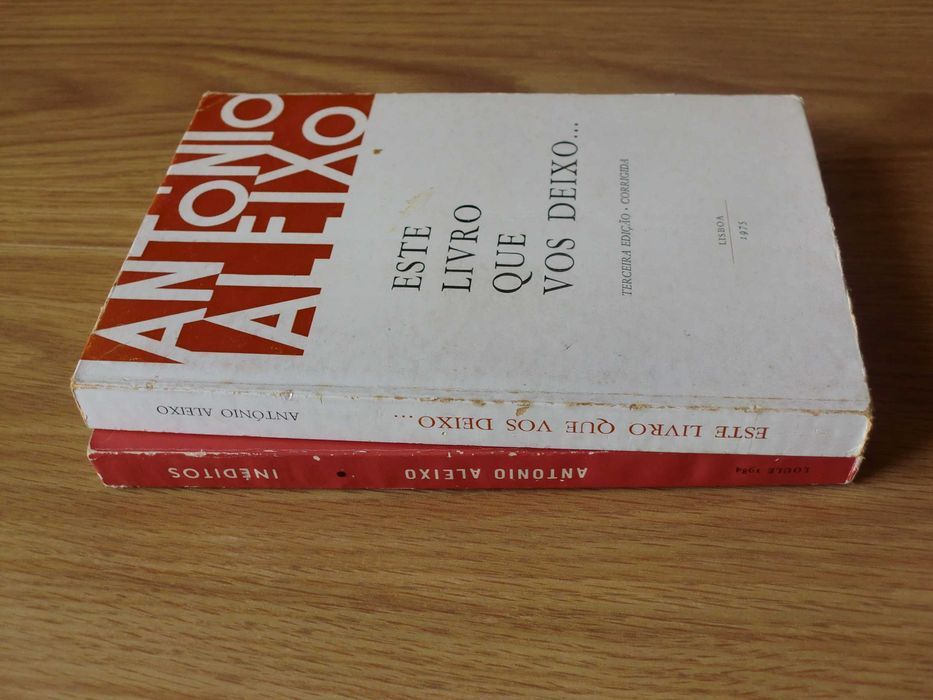 ANTÓNIO
ALEIXO
ESTE
LIVRO
QUE
VOS DEIXO...
TERCEIRA EDIÇÃO · CORRIGIDA
LISBOA
1975
ESTE LIVRO QUE VOS DEIXO... ANTÓNIO ALEIXO
LOULÉ 1984 ANTÓNIO ALEIXO • INÉDITOS